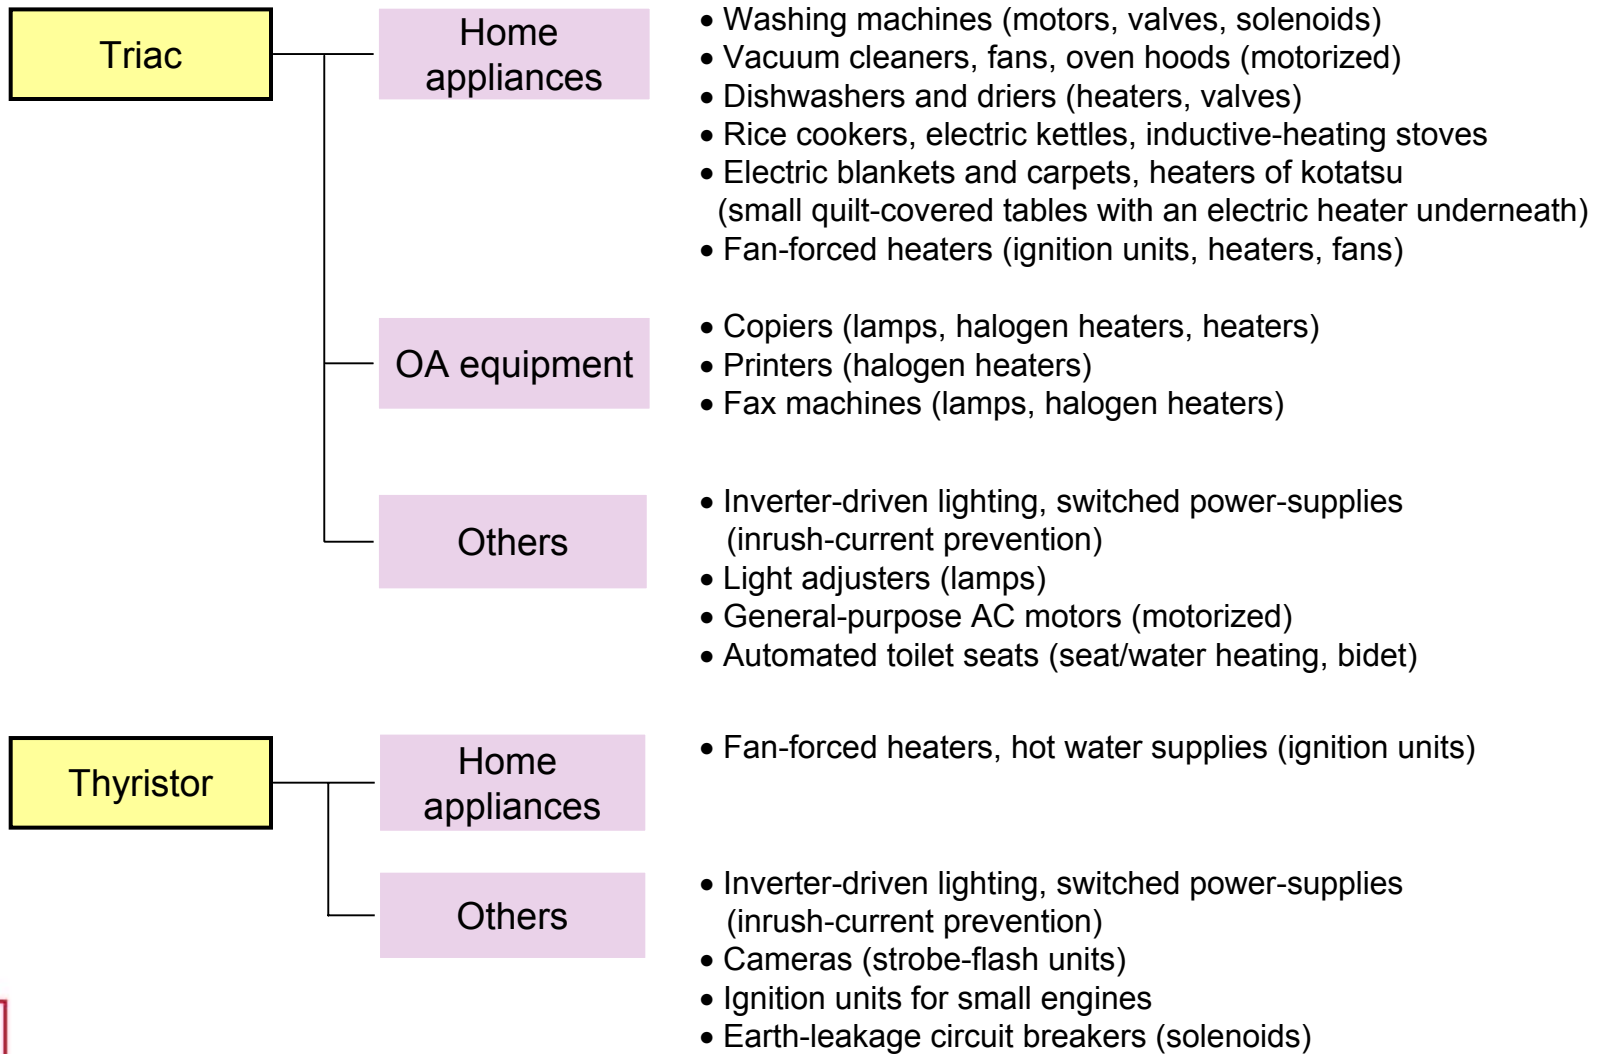 Triac
Home
appliances
• Washing machines (motors, valves, solenoids)
• Vacuum cleaners, fans, oven hoods (motorized)
• Dishwashers and driers (heaters, valves)
• Rice cookers, electric kettles, inductive-heating stoves
• Electric blankets and carpets, heaters of kotatsu
(small quilt-covered tables with an electric heater underneath)
• Fan-forced heaters (ignition units, heaters, fans)
OA equipment
• Copiers (lamps, halogen heaters, heaters)
• Printers (halogen heaters)
• Fax machines (lamps, halogen heaters)
Others
• Inverter-driven lighting, switched power-supplies
(inrush-current prevention)
• Light adjusters (lamps)
• General-purpose AC motors (motorized)
• Automated toilet seats (seat/water heating, bidet)
Thyristor
Home
appliances
• Fan-forced heaters, hot water supplies (ignition units)
Others
• Inverter-driven lighting, switched power-supplies
(inrush-current prevention)
• Cameras (strobe-flash units)
• Ignition units for small engines
• Earth-leakage circuit breakers (solenoids)